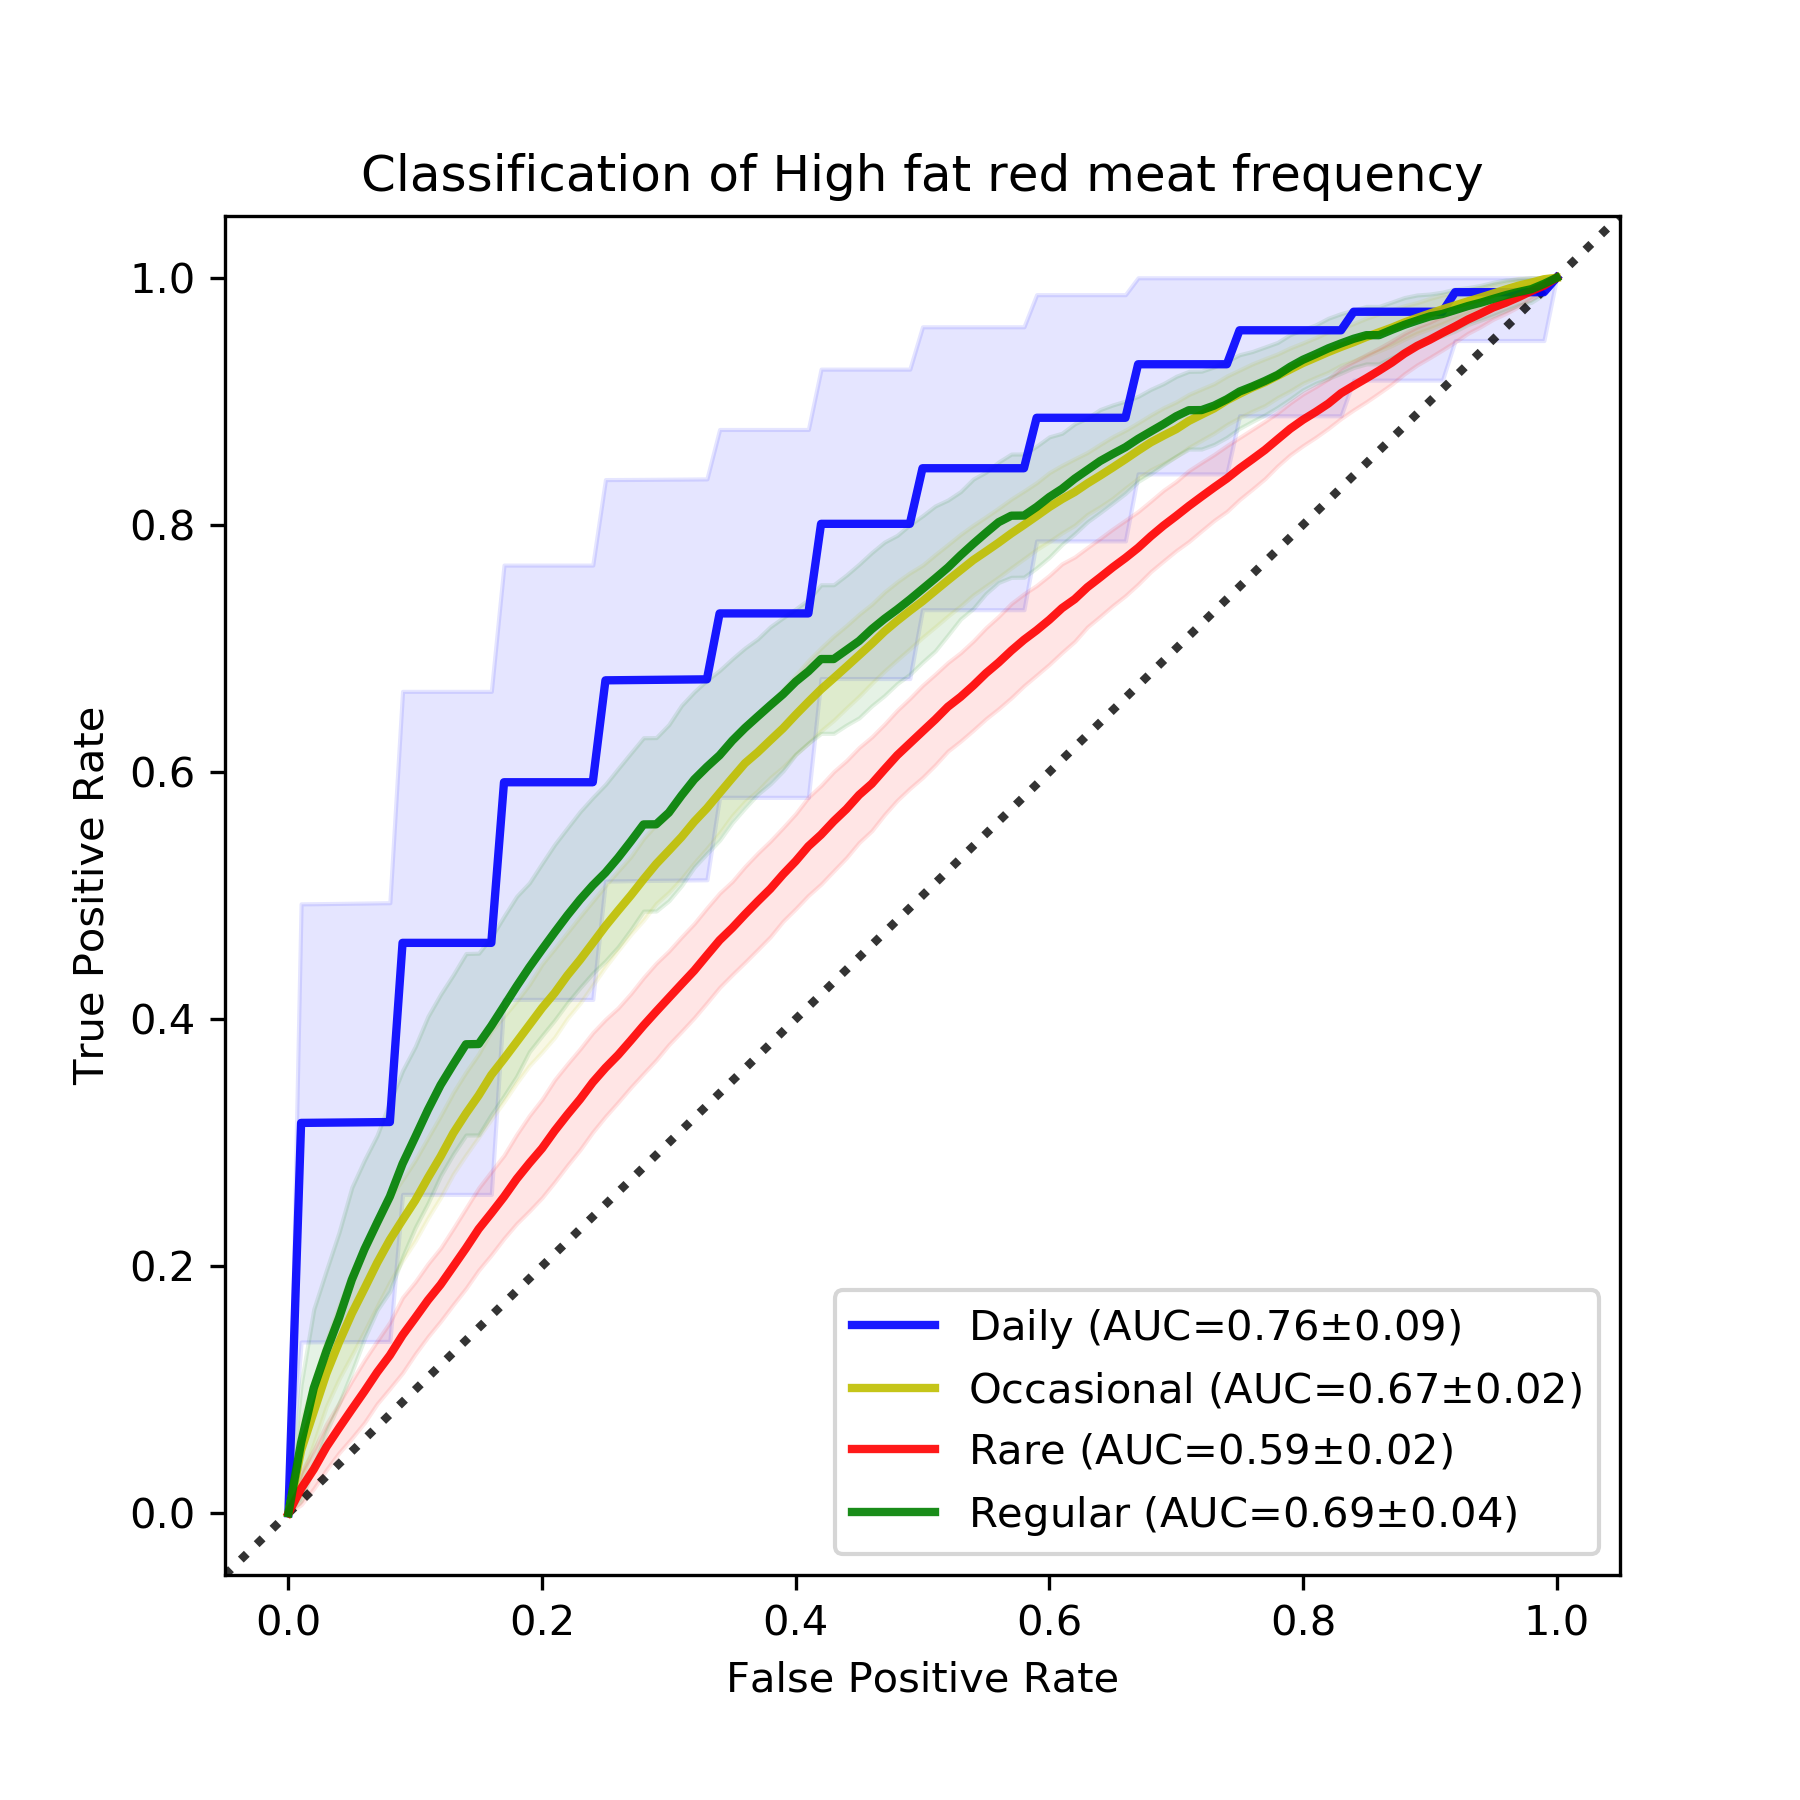 Classification of High fat red meat frequency
1.0
0.8
0.6
0.4
0.2
0.0
True Positive Rate
Daily (AUC=0.76±0.09)
Occasional (AUC=0.67±0.02)
Rare (AUC=0.59±0.02)
Regular (AUC=0.69±0.04)
0.0 0.2 0.4 0.6 0.8 1.0
False Positive Rate